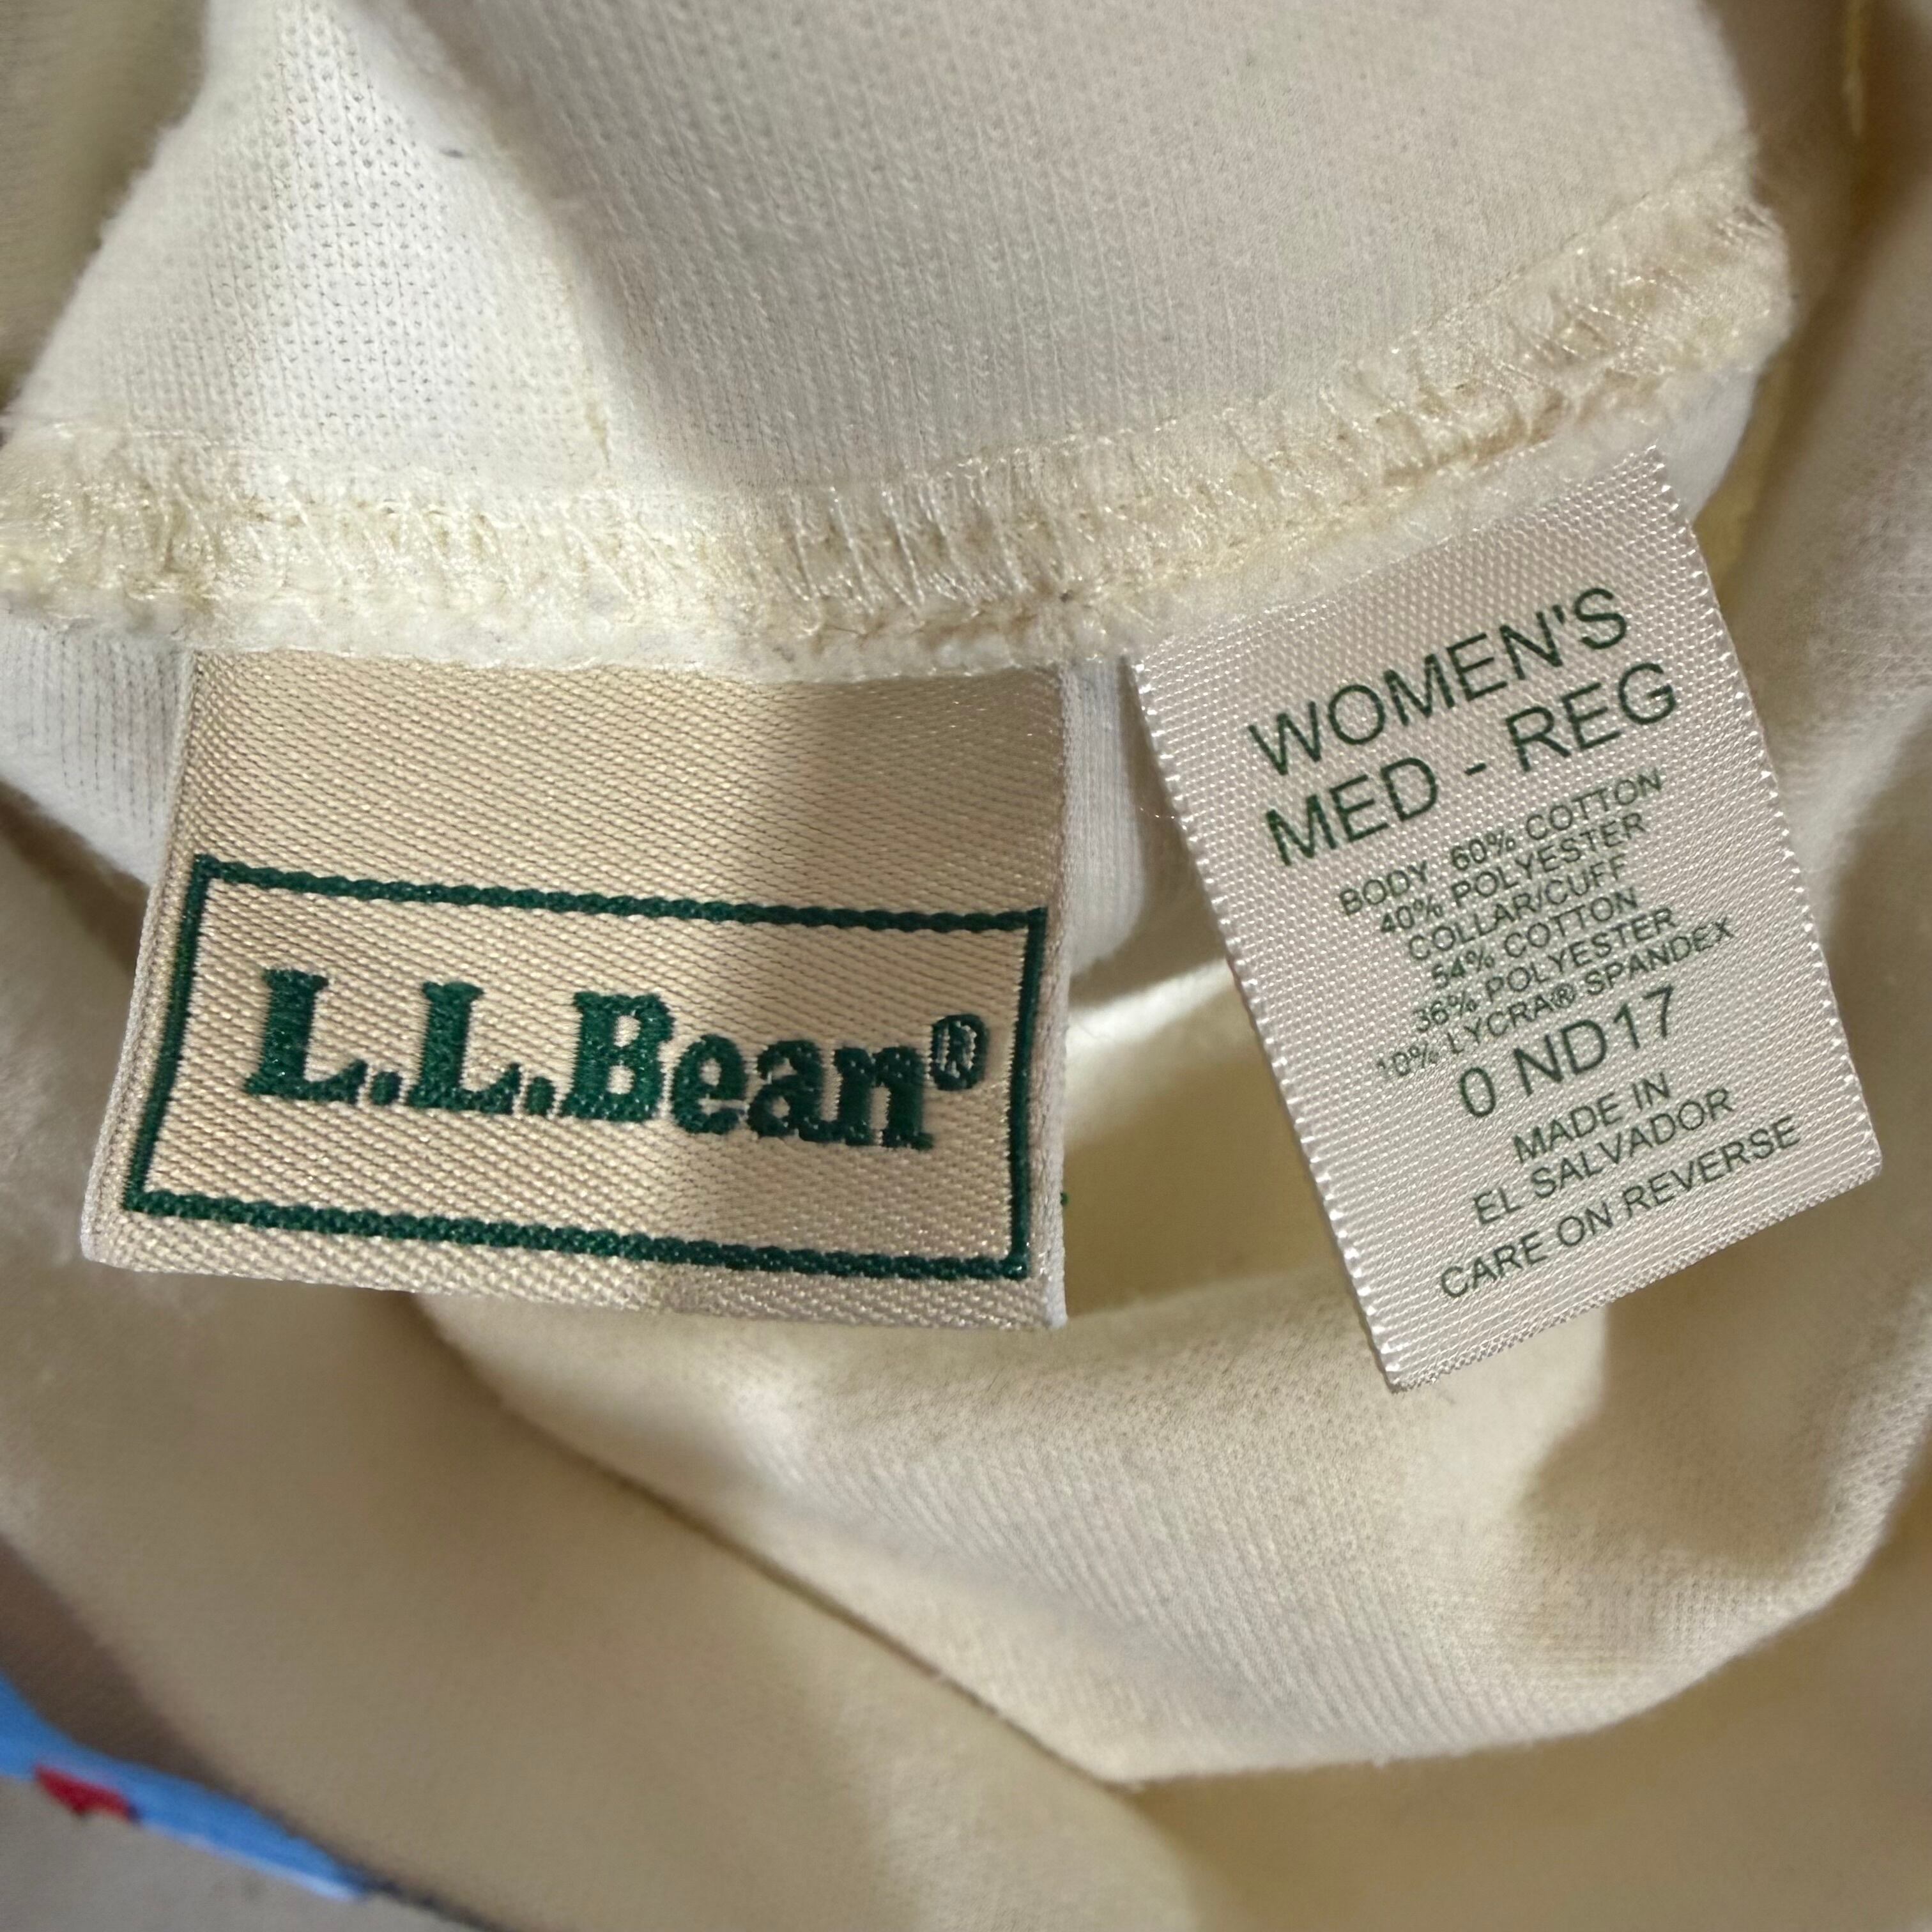 L.L.Bean®
WOMEN'S
MED - REG
BODY 60% COTTON
40% POLYESTER
COLLAR/CUFF
54% COTTON
36% POLYESTER
10% LYCRA® SPANDEX
0 ND17
MADE IN
EL SALVADOR
CARE ON REVERSE